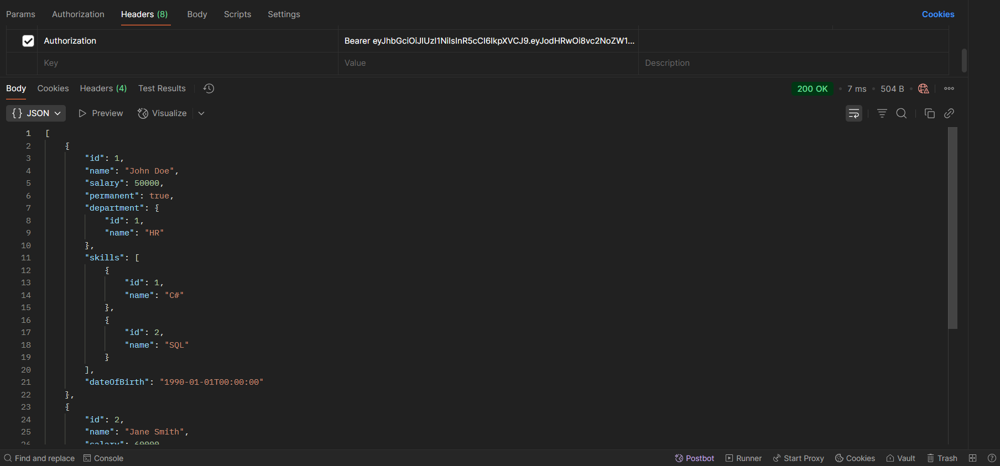 Params Authorization Headers (8) Body Scripts Settings Cookies
Authorization Bearer eyJhbGciOiJIUzI1NiIsInR5cCI6IkpXVCJ9.eyJodHRwOi8vc2NoZW1...
Key Value Description
Body Cookies Headers (4) Test Results 200 OK • 7 ms • 504 B •
{} JSON Preview Visualize
1 [
2 {
3 "id": 1,
4 "name": "John Doe",
5 "salary": 50000,
6 "permanent": true,
7 "department": {
8 "id": 1,
9 "name": "HR"
10 },
11 "skills": [
12 {
13 "id": 1,
14 "name": "C#"
15 },
16 {
17 "id": 2,
18 "name": "SQL"
19 }
20 ],
21 "dateOfBirth": "1990-01-01T00:00:00"
22 },
23 {
24 "id": 2,
25 "name": "Jane Smith",
26 "salary": 60000
Find and replace Console Postbot Runner Start Proxy Cookies Vault Trash